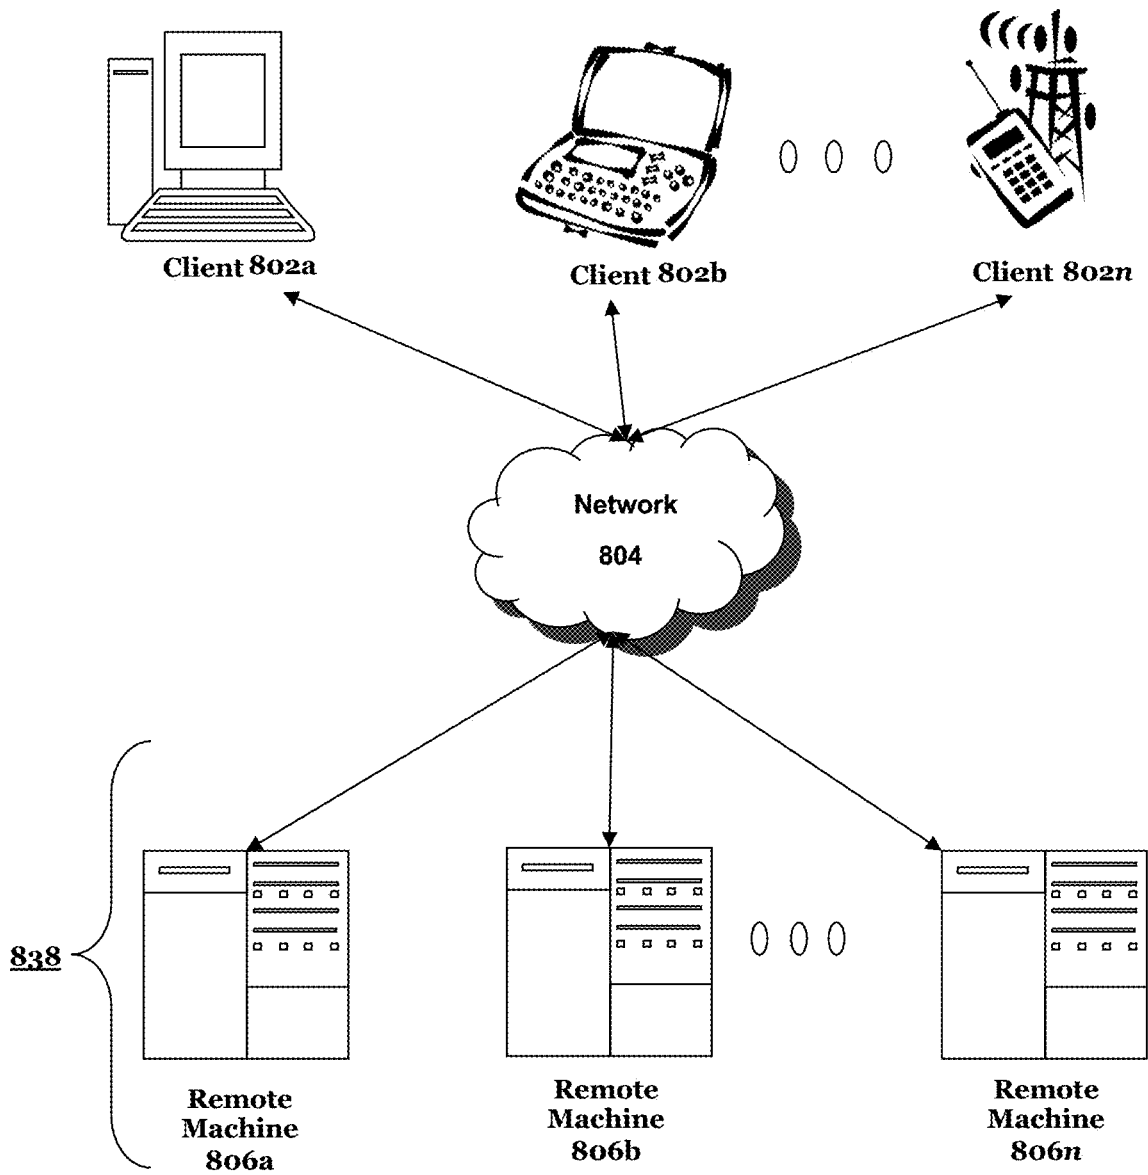 Client 802a
Client 802b
Client 802n
Network
804
838
Remote
Machine
806a
Remote
Machine
806b
Remote
Machine
806n